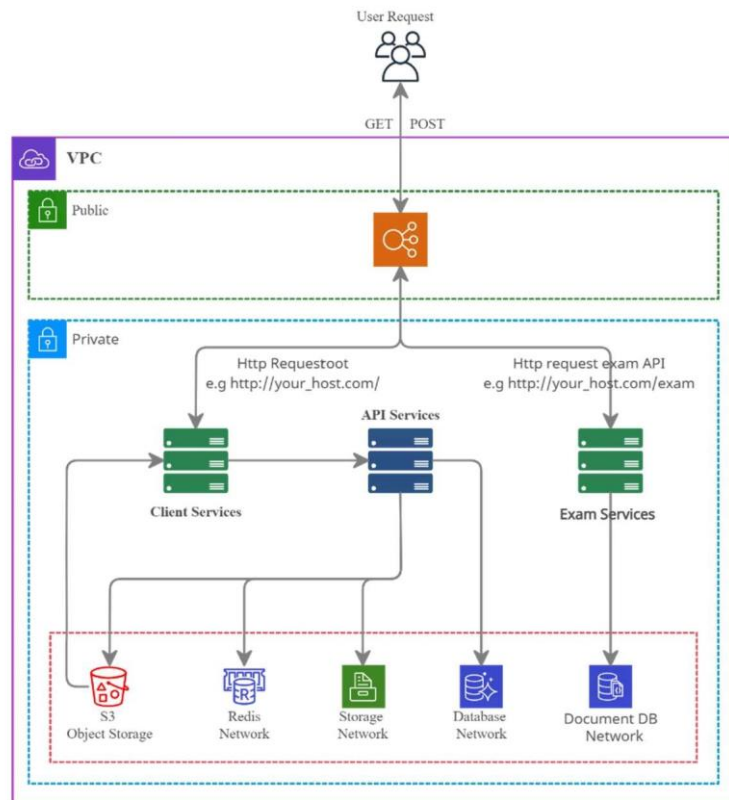 User Request
GET POST
VPC
Public
Private
Http Requestoot
e.g http://your_host.com/
Http request exam API
e.g http://your_host.com/exam
API Services
Client Services
Exam Services
S3
Object Storage
Redis
Network
Storage
Network
Database
Network
Document DB
Network